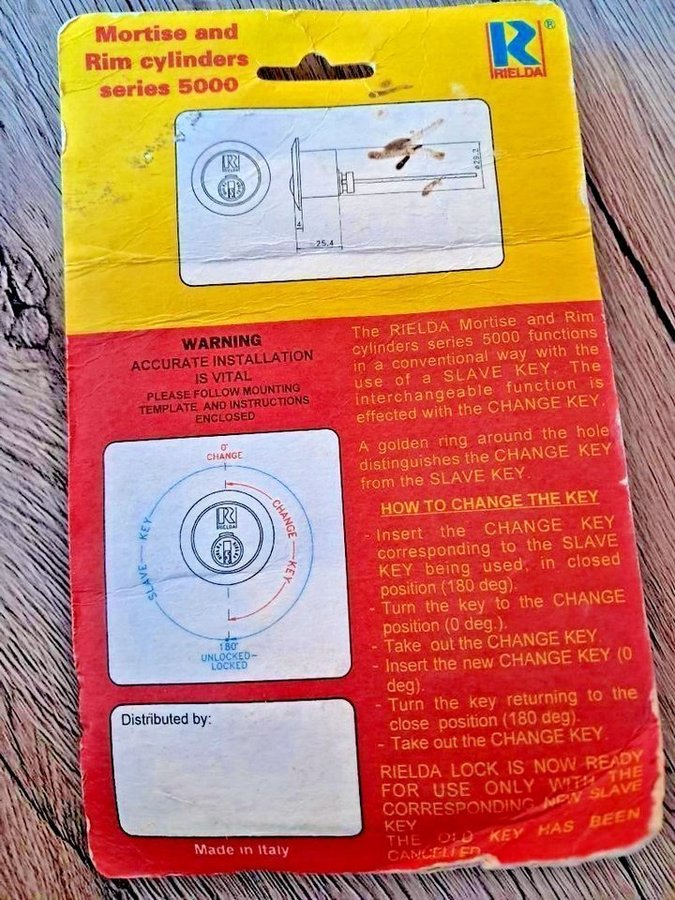 Mortise and
Rim cylinders
series 5000
R
RIELDA®
R
RIELDA
4
25.4
WARNING
ACCURATE INSTALLATION
IS VITAL
PLEASE FOLLOW MOUNTING
TEMPLATE AND INSTRUCTIONS
ENCLOSED
0°
CHANGE
SLAVE KEY
CHANGE KEY
R
RIELDA
180°
UNLOCKED-
LOCKED
Distributed by:
Made in Italy
The RIELDA Mortise and Rim
cylinders series 5000 functions
in a conventional way with the
use of a SLAVE KEY. The
interchangeable function is
effected with the CHANGE KEY.
A golden ring around the hole
distinguishes the CHANGE KEY
from the SLAVE KEY.
HOW TO CHANGE THE KEY
- Insert the CHANGE KEY
corresponding to the SLAVE
KEY being used, in closed
position (180 deg).
- Turn the key to the CHANGE
position (0 deg.).
- Take out the CHANGE KEY.
- Insert the new CHANGE KEY (0
deg).
- Turn the key returning to the
close position (180 deg).
- Take out the CHANGE KEY.
RIELDA LOCK IS NOW READY
FOR USE ONLY WITH THE
CORRESPONDING NEW SLAVE
KEY
THE OLD KEY HAS BEEN
CANCELLED